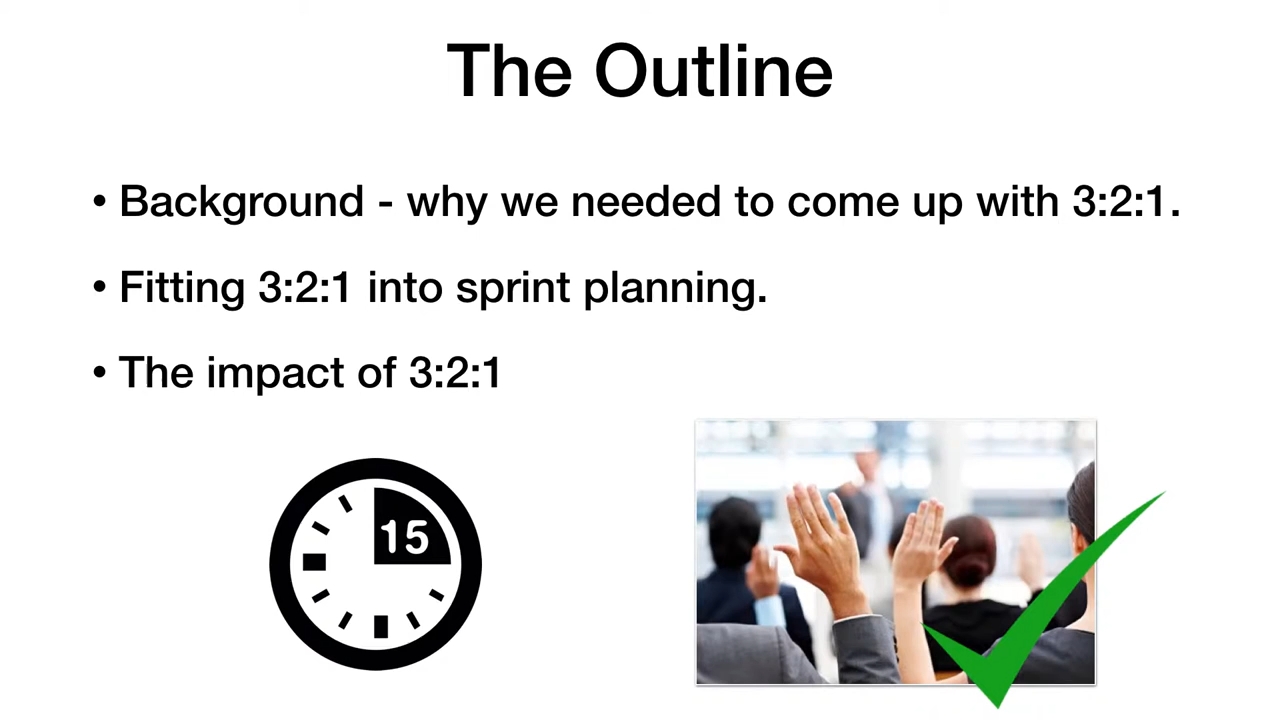 The Outline
• Background - why we needed to come up with 3:2:1.
• Fitting 3:2:1 into sprint planning.
• The impact of 3:2:1
15